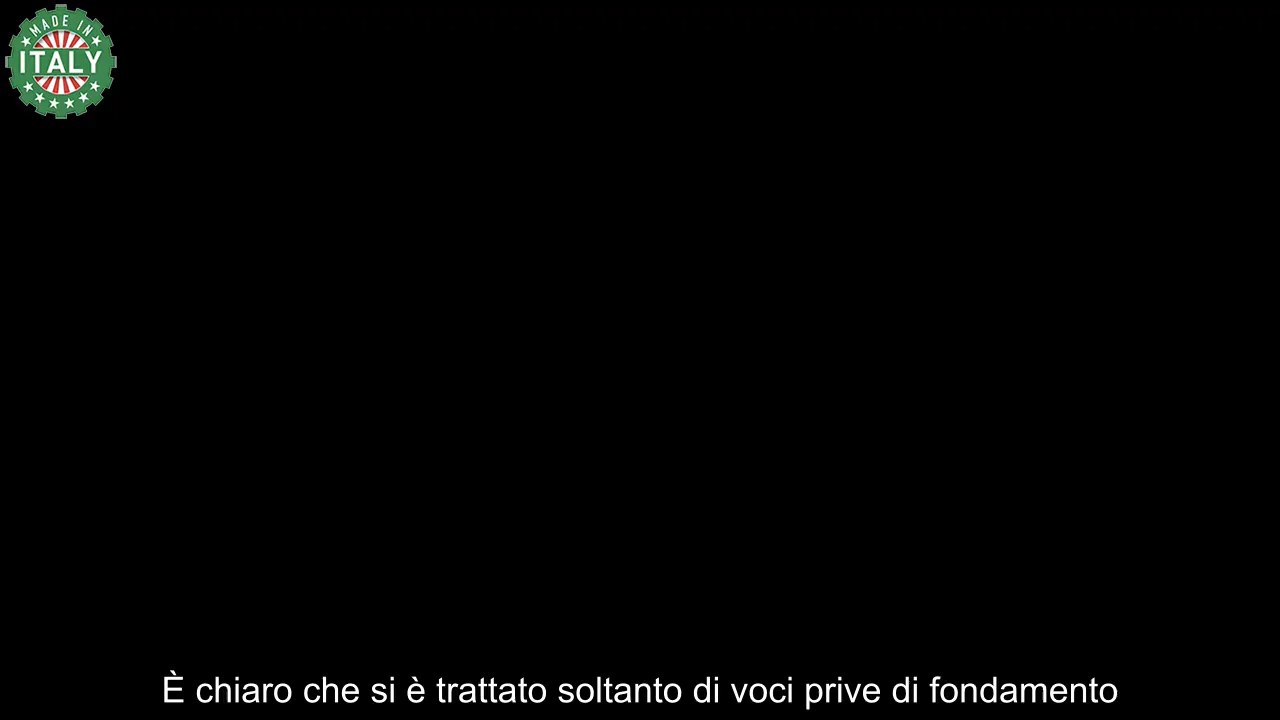 MADE IN
ITALY
È chiaro che si è trattato soltanto di voci prive di fondamento